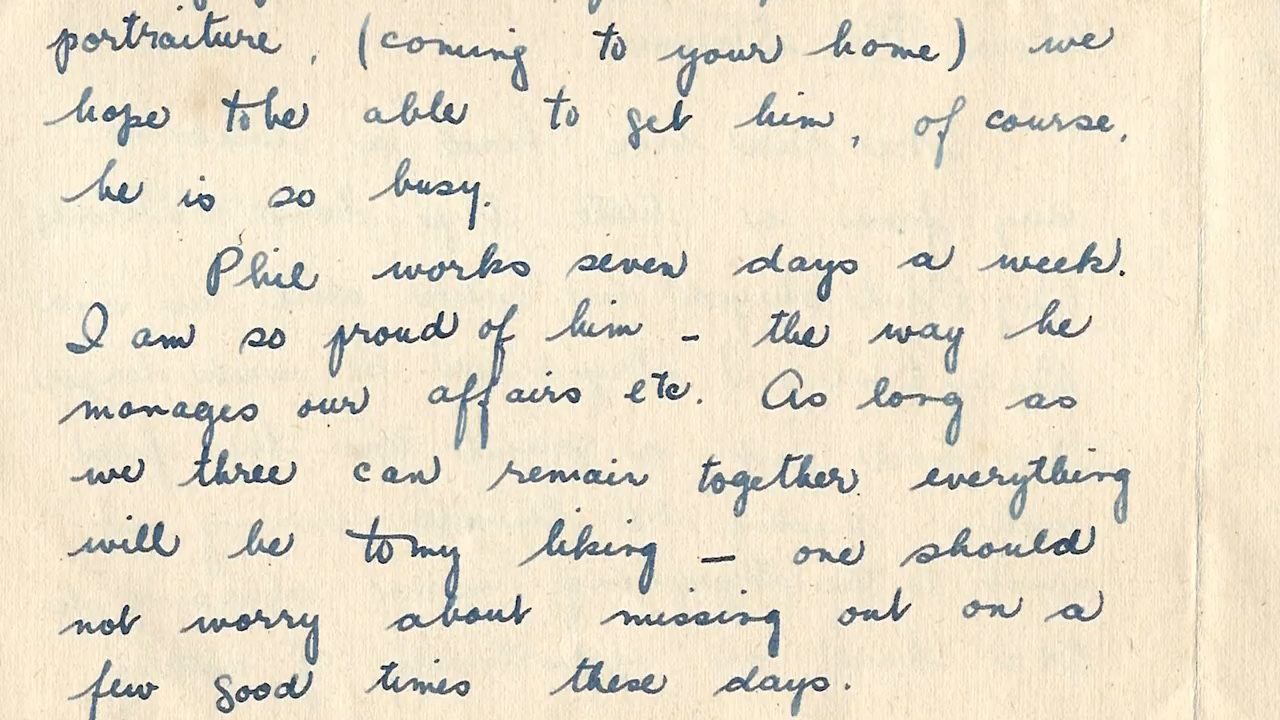 portraiture, (coming to your home) we
hope to be able to get him, of course,
he is so busy.
Phil works seven days a week.
I am so proud of him - the way he
manages our affairs etc. As long as
we three can remain together everything
will be to my liking — one should
not worry about missing out on a
few good times these days.